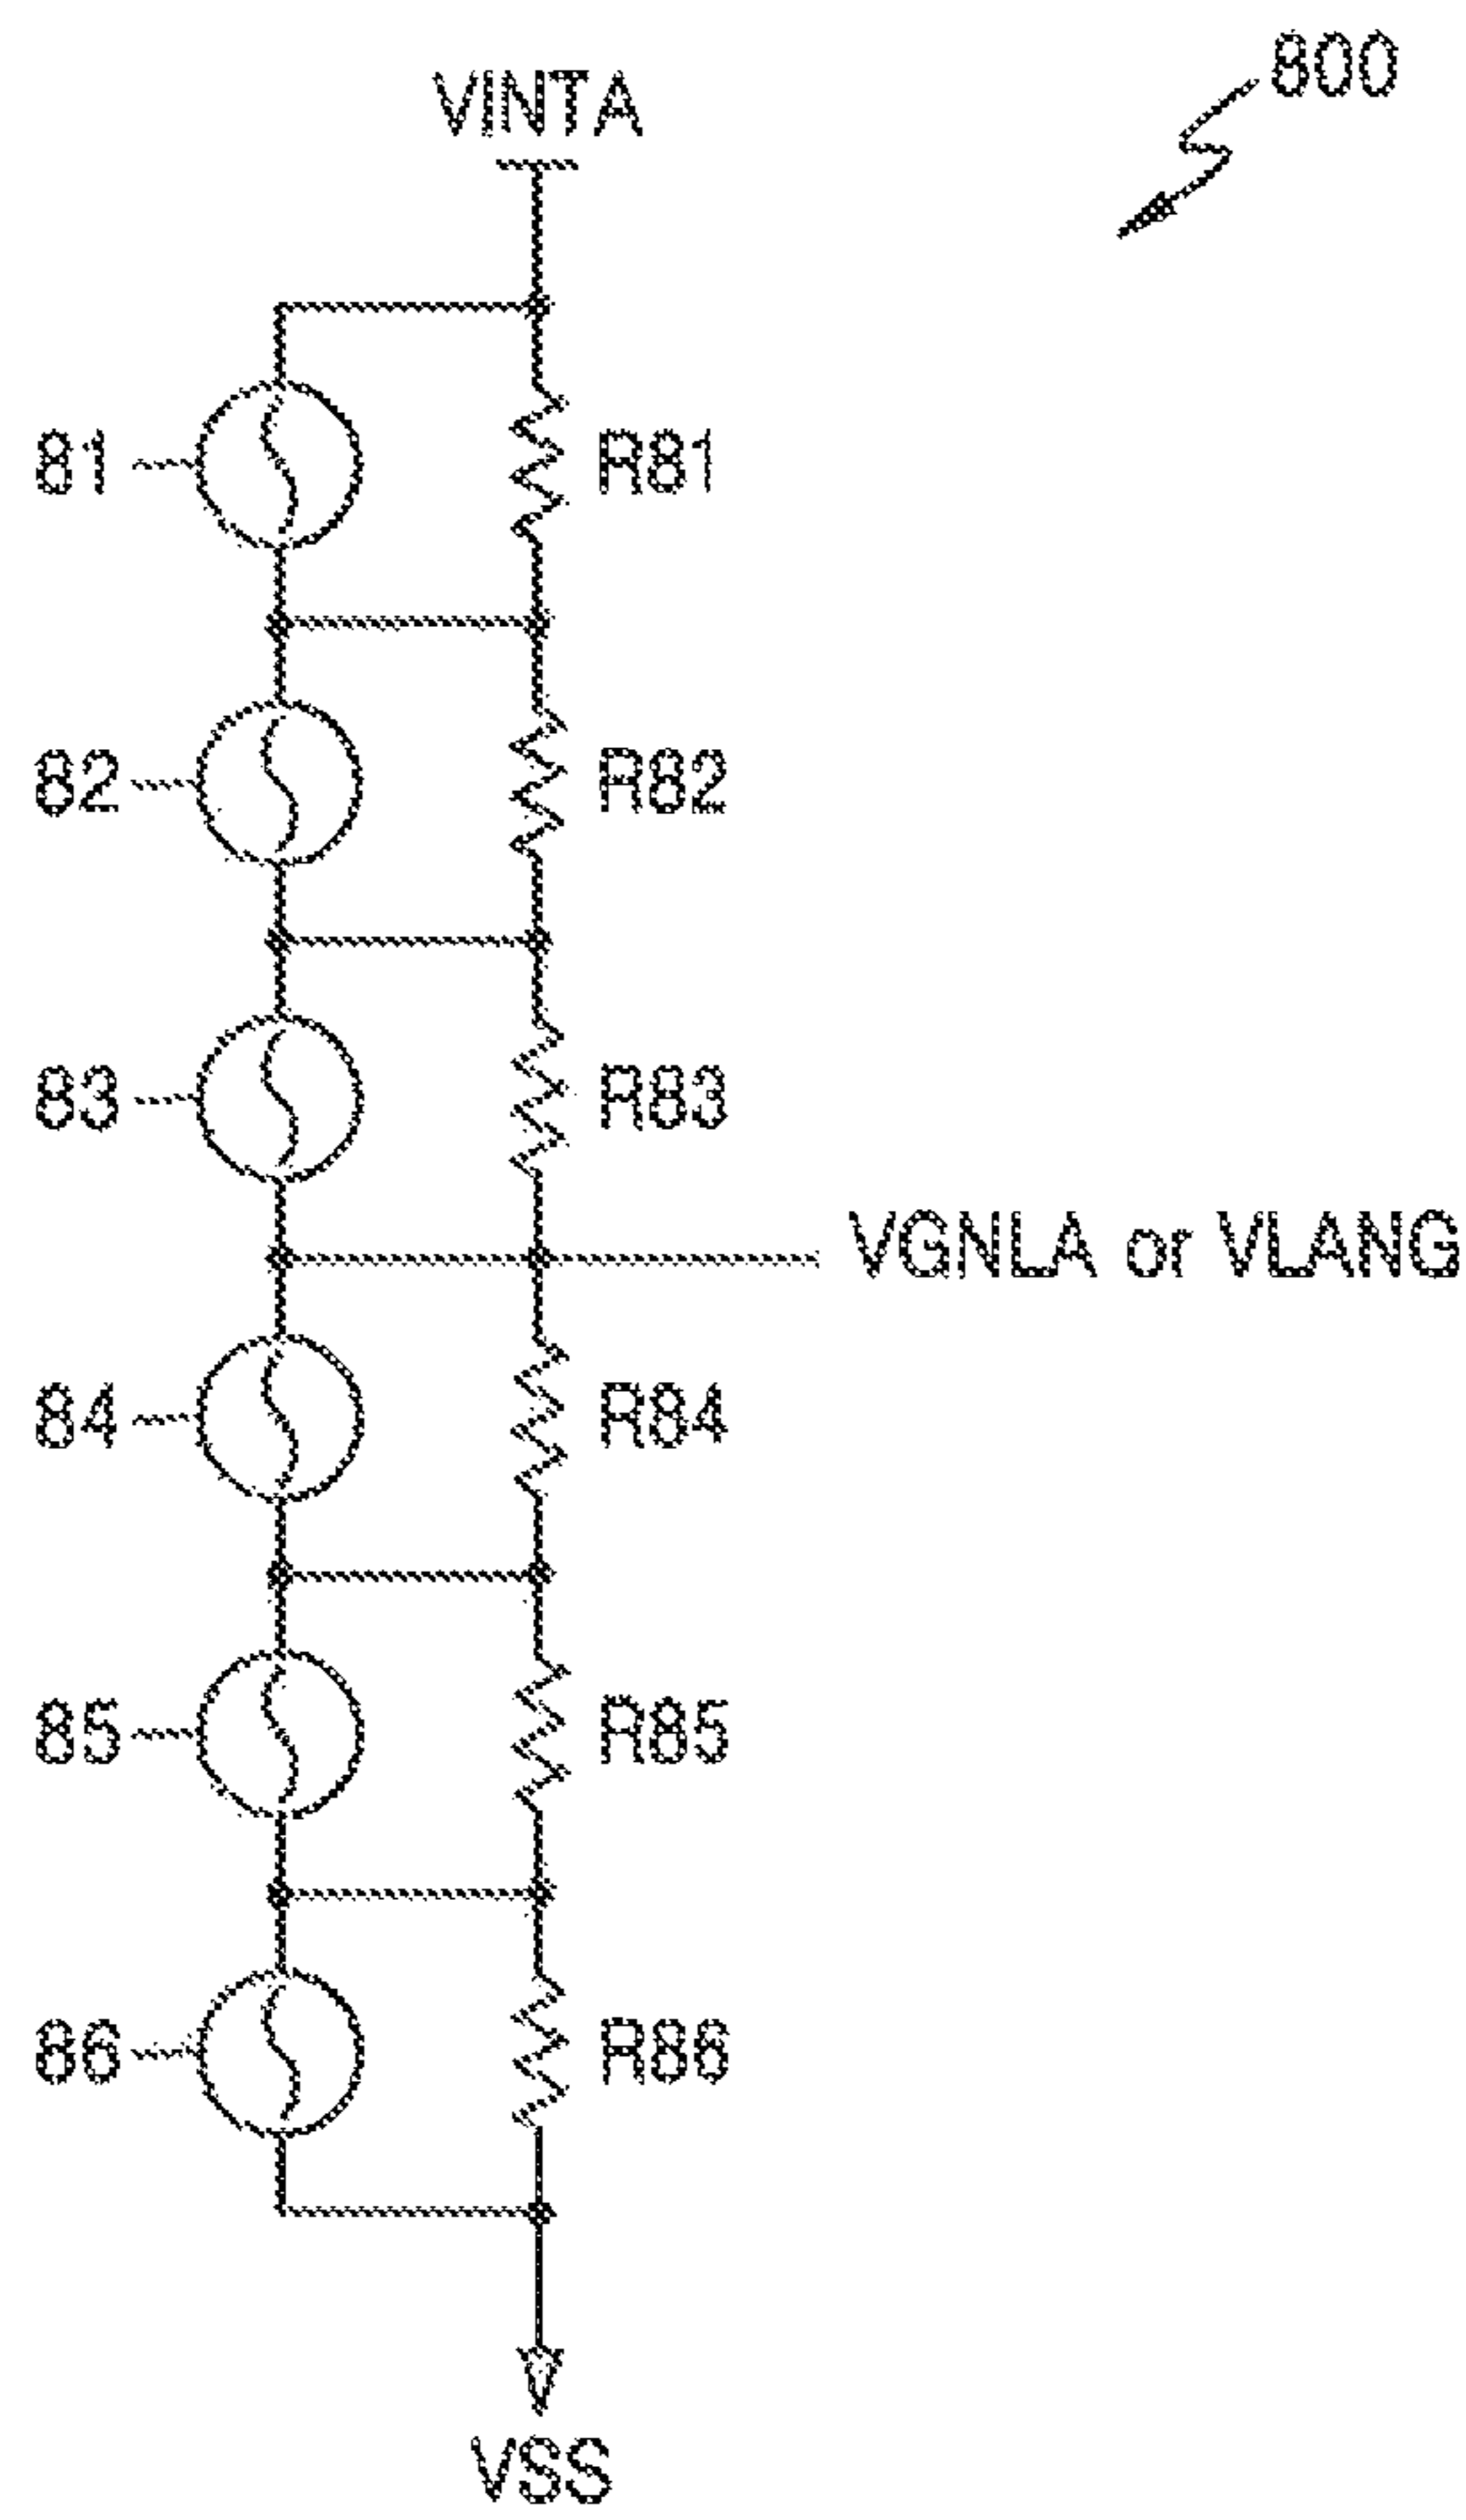 800
VINTA
81 R81
82 R82
83 R83
VGNLA or VLANG
84 R84
85 R85
86 R86
VSS